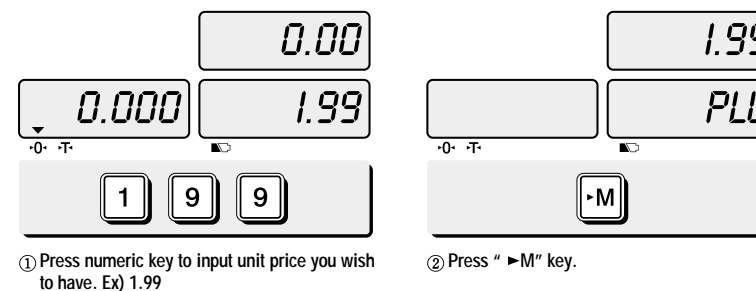 0.00
0.000
1.99
►0◄ ►T◄
1 9 9
① Press numeric key to input unit price you wish
to have. Ex) 1.99
1.99
PLU
►0◄ ►T◄
►M
② Press " ►M" key.